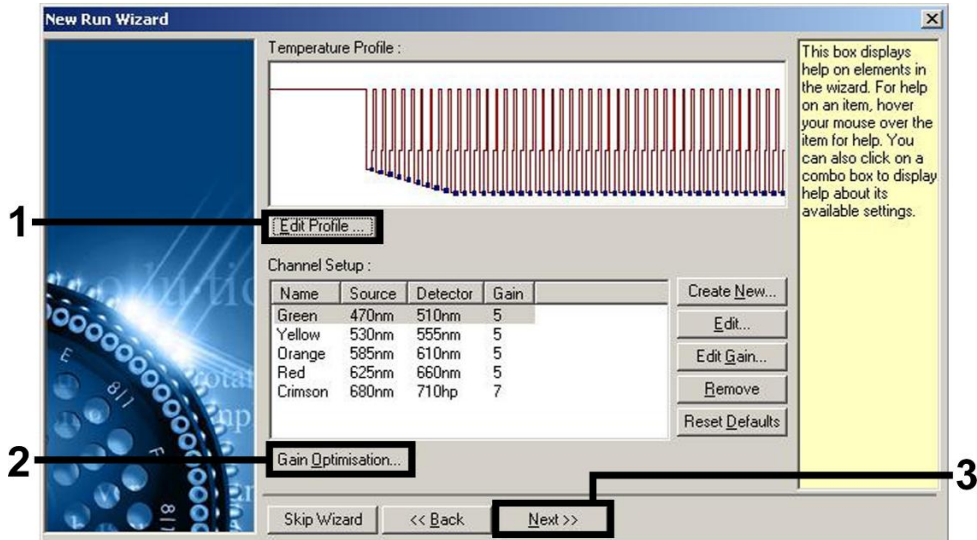 New Run Wizard
Temperature Profile :
1
Edit Profile ...
Channel Setup :
Name Source Detector Gain
Green 470nm 510nm 5
Yellow 530nm 555nm 5
Orange 585nm 610nm 5
Red 625nm 660nm 5
Crimson 680nm 710hp 7
Create New...
Edit...
Edit Gain...
Remove
Reset Defaults
2
Gain Optimisation...
3
Skip Wizard
<< Back
Next >>
This box displays
help on elements in
the wizard. For help
on an item, hover
your mouse over the
item for help. You
can also click on a
combo box to display
help about its
available settings.